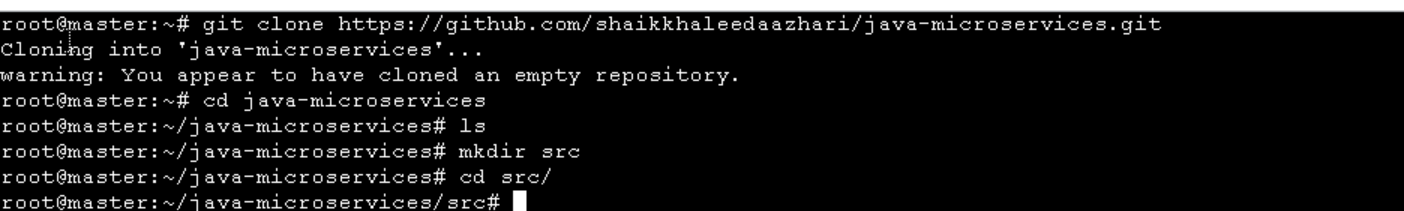 root@master:~# git clone https://github.com/shaikkhaleedaazhari/java-microservices.git
Cloning into 'java-microservices'...
warning: You appear to have cloned an empty repository.
root@master:~# cd java-microservices
root@master:~/java-microservices# ls
root@master:~/java-microservices# mkdir src
root@master:~/java-microservices# cd src/
root@master:~/java-microservices/src#